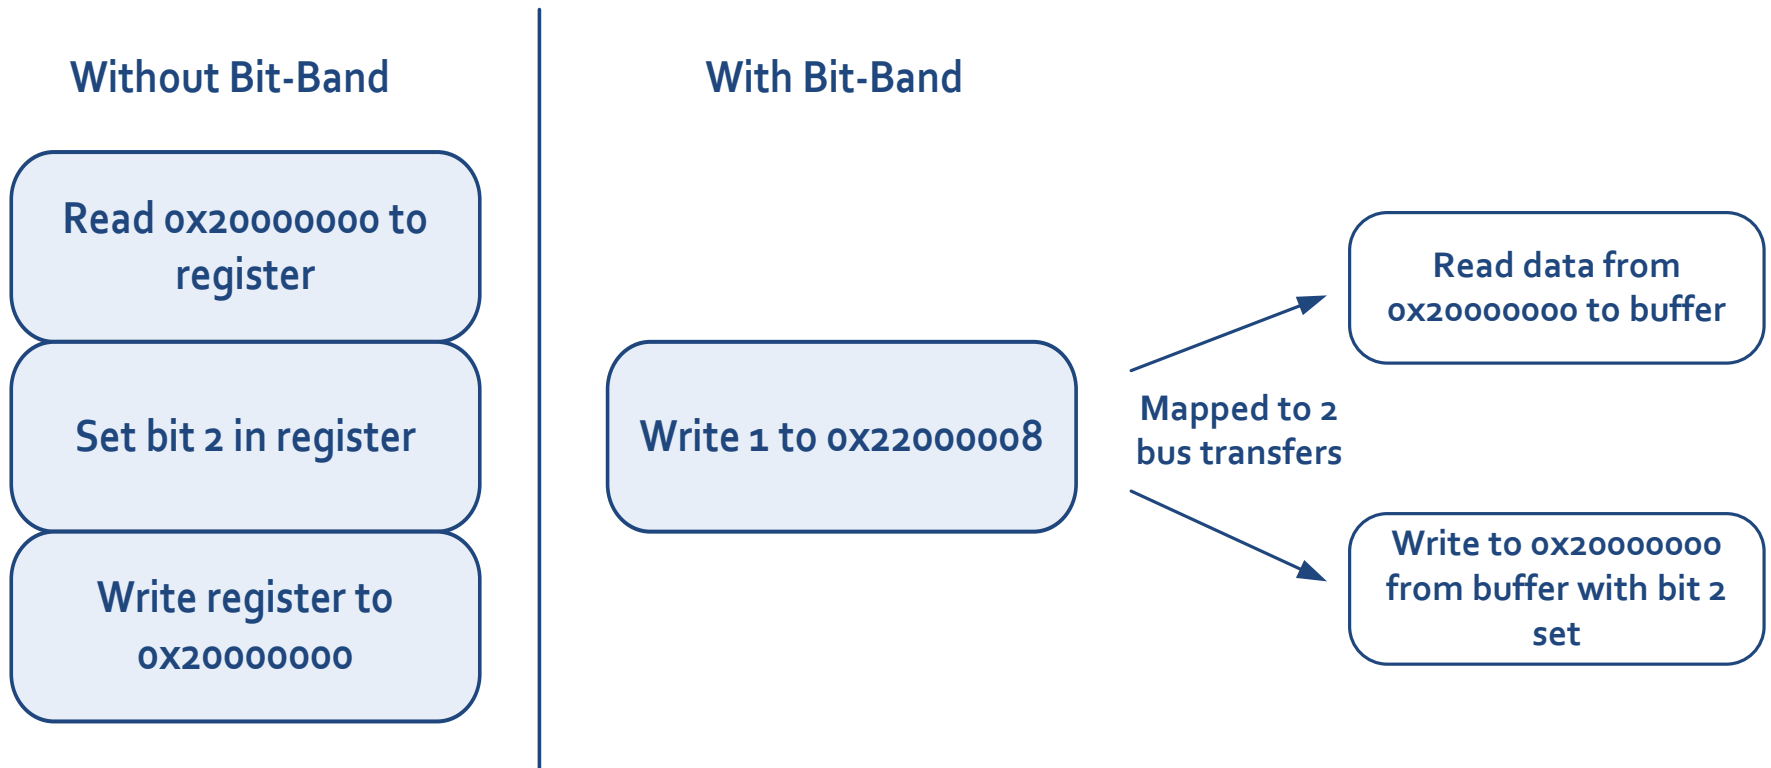 Without Bit-Band
Read 0x20000000 to
register
Set bit 2 in register
Write register to
0x20000000
With Bit-Band
Write 1 to 0x22000008
Mapped to 2
bus transfers
Read data from
0x20000000 to buffer
Write to 0x20000000
from buffer with bit 2
set